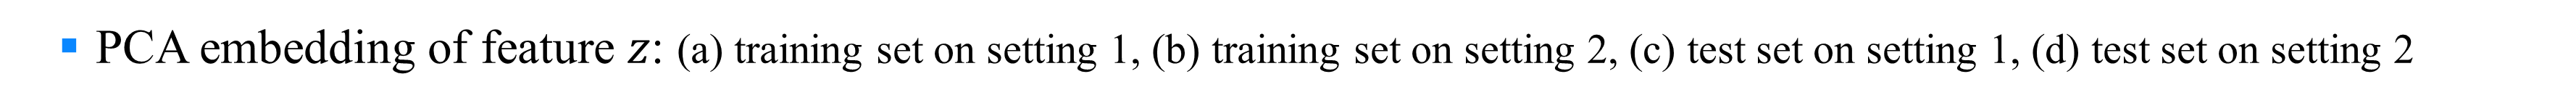 ▪ PCA embedding of feature z: (a) training set on setting 1, (b) training set on setting 2, (c) test set on setting 1, (d) test set on setting 2